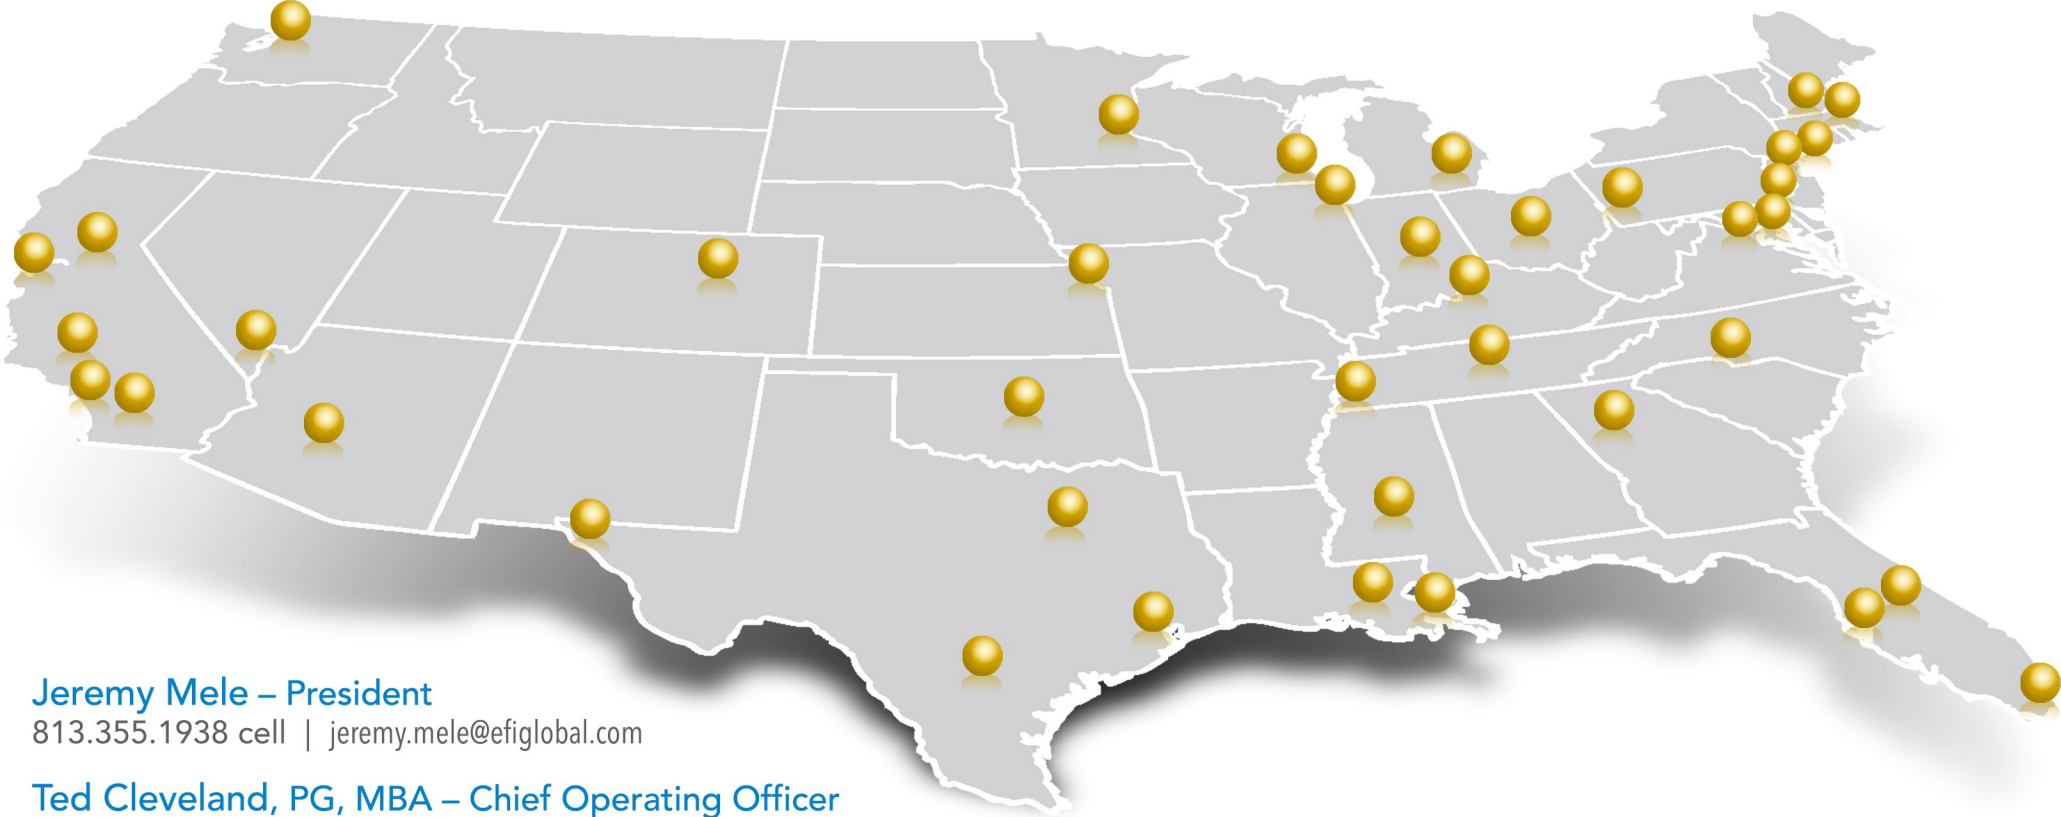 Jeremy Mele – President
813.355.1938 cell | jeremy.mele@efiglobal.com
Ted Cleveland, PG, MBA – Chief Operating Officer